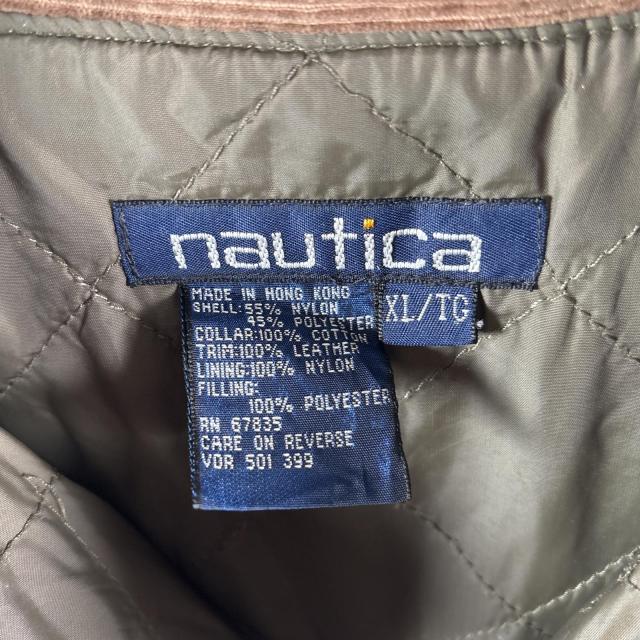 nautica
XL/TG
MADE IN HONG KONG
SHELL:55% NYLON
45% POLYESTER
COLLAR:100% COTTON
TRIM:100% LEATHER
LINING:100% NYLON
FILLING:
100% POLYESTER
RN 67835
CARE ON REVERSE
VDR 501 399